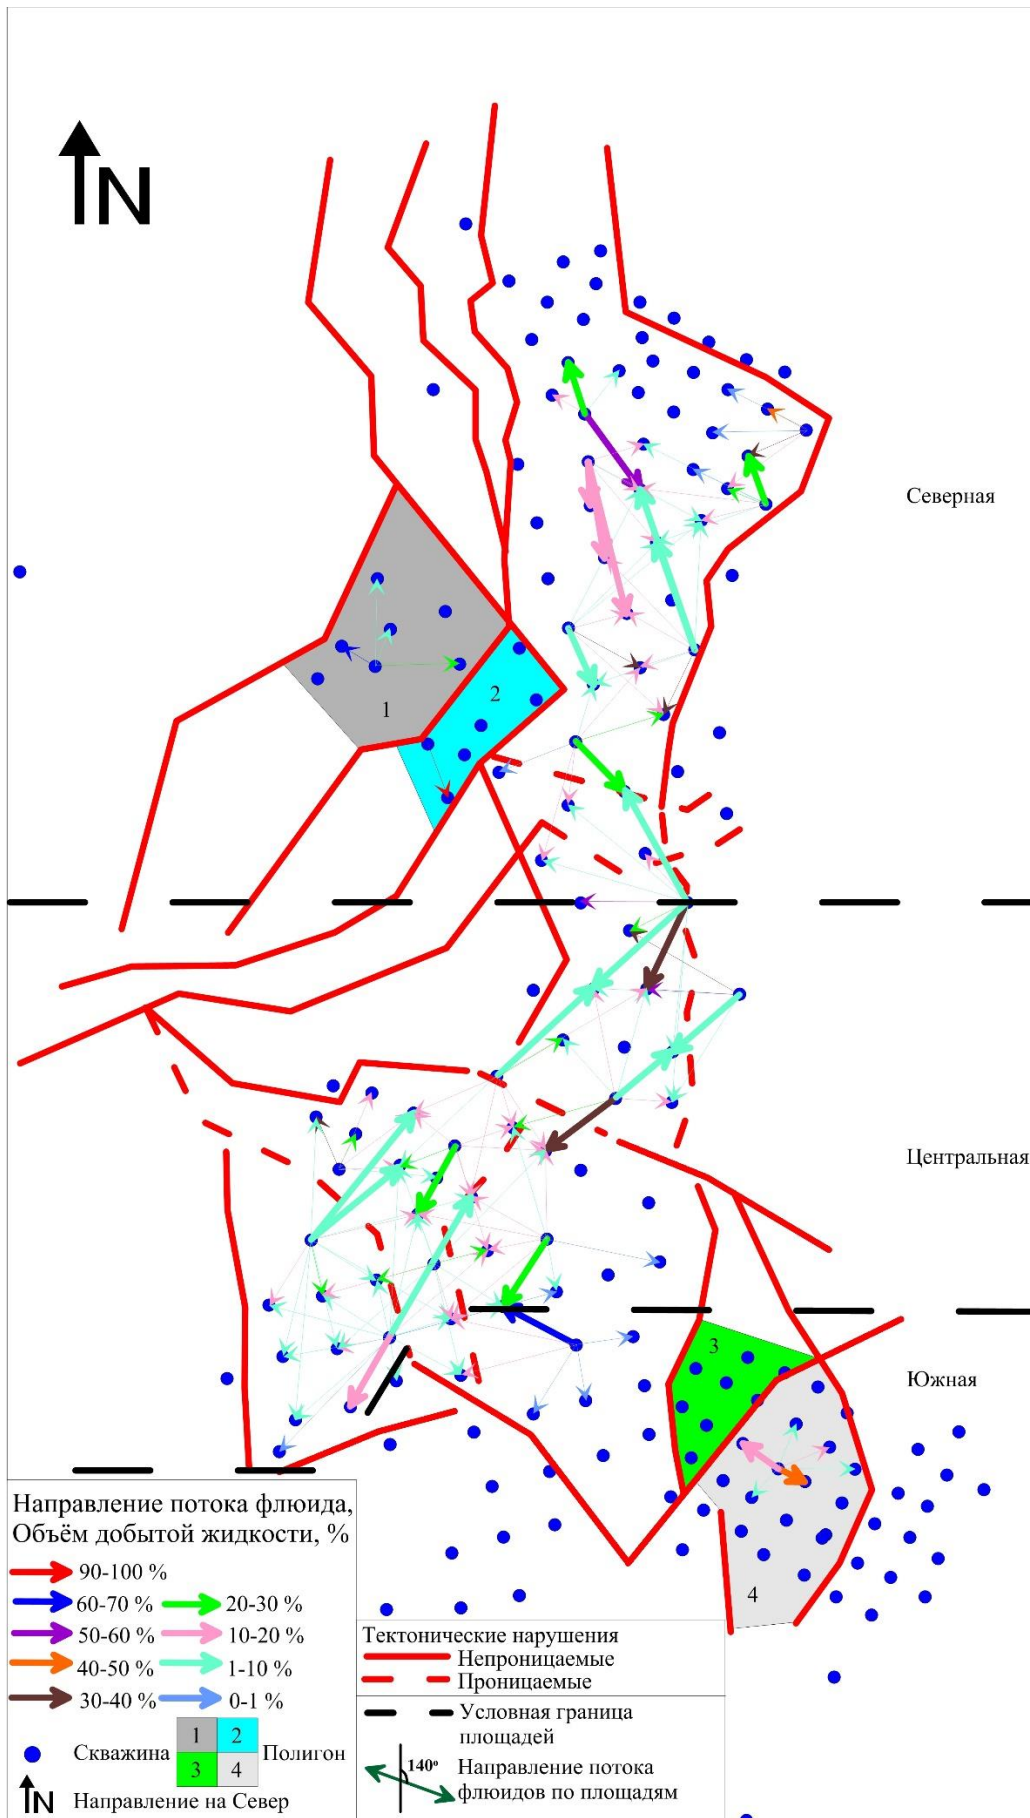 N
Северная
1
2
Центральная
3
Южная
4
Направление потока флюида,
Объём добытой жидкости, %
90-100 %
60-70 %
20-30 %
50-60 %
10-20 %
40-50 %
1-10 %
30-40 %
0-1 %
Скважина
1
2
3
4
Полигон
N
Направление на Север
Тектонические нарушения
Непроницаемые
Проницаемые
Условная граница
площадей
140°
Направление потока
флюидов по площадям